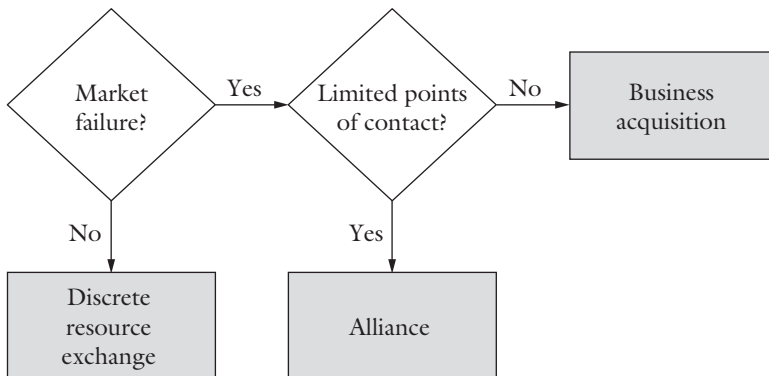 Market
failure?
Yes
Limited points
of contact?
No
Business
acquisition
No
Yes
Discrete
resource
exchange
Alliance